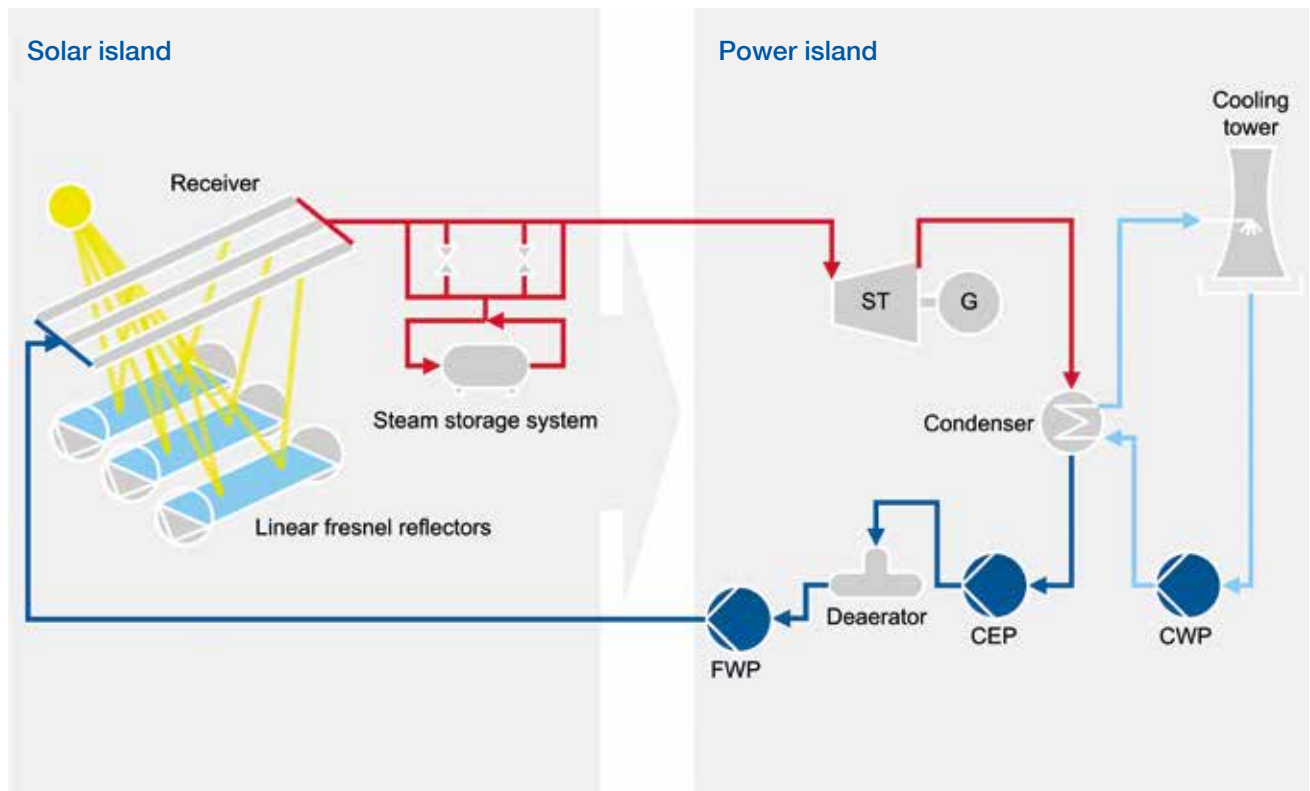 Solar island
Power island
Cooling
tower
Receiver
ST
G
Steam storage system
Condenser
Linear fresnel reflectors
Deaerator
CEP
CWP
FWP